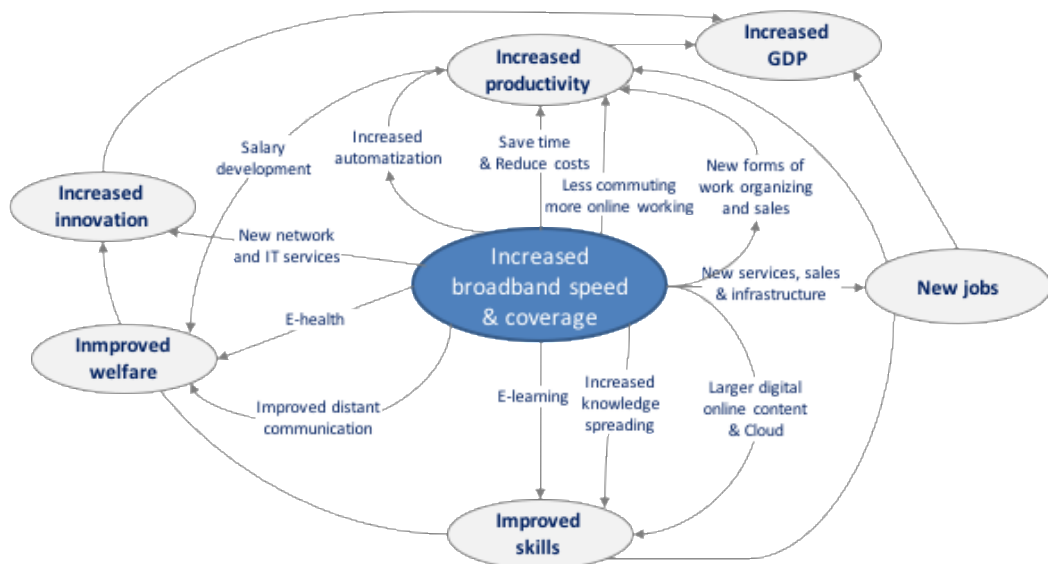 Increased
GDP
Increased
productivity
Increased
automatization
Save time
& Reduce costs
Salary
development
New forms of
work organizing
and sales
Less commuting
more online working
Increased
innovation
New network
and IT services
Increased
broadband speed
& coverage
New services, sales
& infrastructure
New jobs
E-health
Inmproved
welfare
Improved distant
communication
E-learning
Increased
knowledge
spreading
Larger digital
online content
& Cloud
Improved
skills